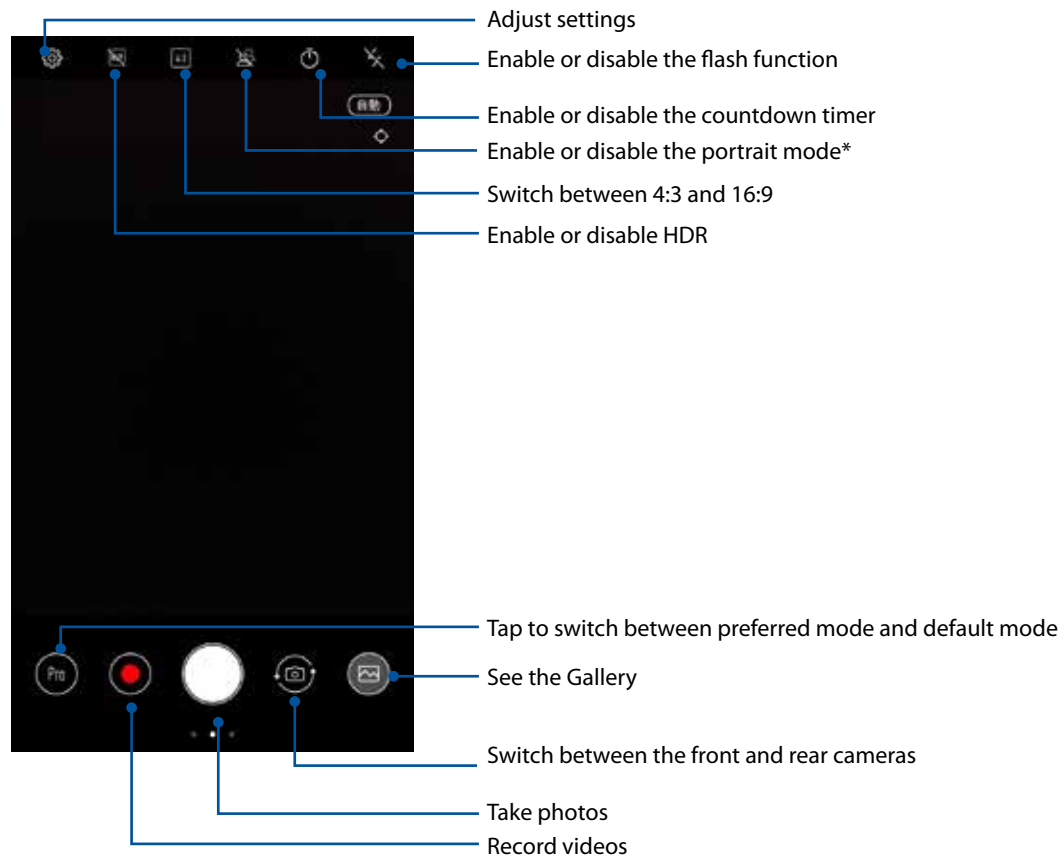 Adjust settings
Enable or disable the flash function
自動
Enable or disable the countdown timer
Enable or disable the portrait mode*
Switch between 4:3 and 16:9
Enable or disable HDR
Tap to switch between preferred mode and default mode
Pro
See the Gallery
Switch between the front and rear cameras
Take photos
Record videos